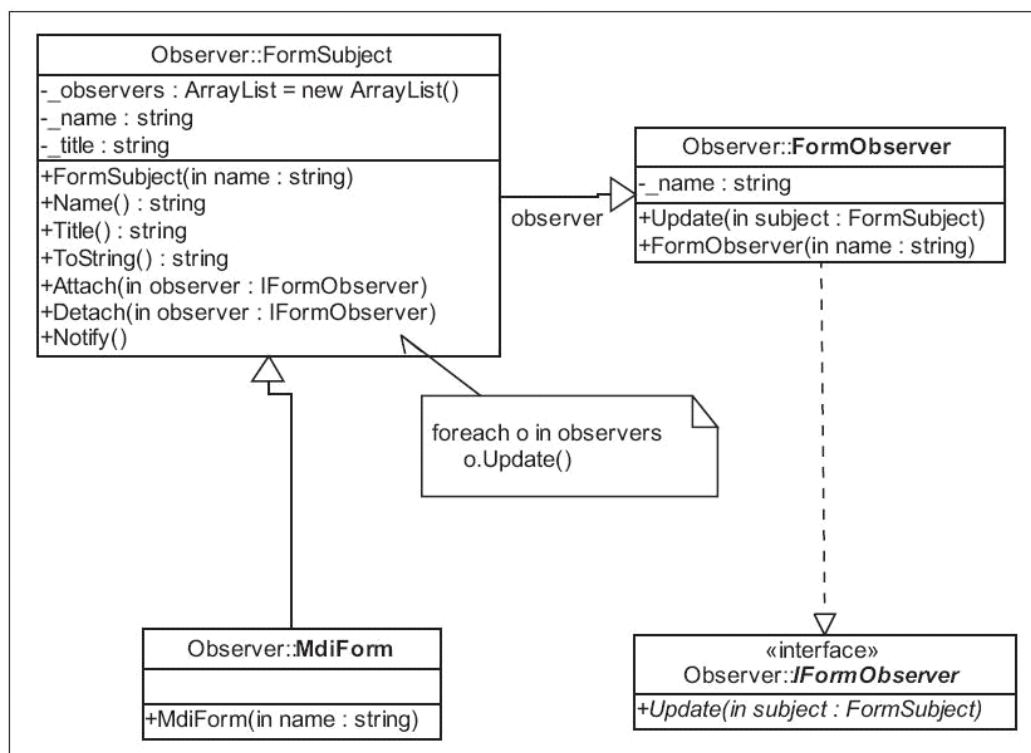 Observer::FormSubject
-_observers : ArrayList = new ArrayList()
-_name : string
-_title : string
+FormSubject(in name : string)
+Name() : string
+Title() : string
+ToString() : string
+Attach(in observer : IFormObserver)
+Detach(in observer : IFormObserver)
+Notify()
observer
Observer::FormObserver
-_name : string
+Update(in subject : FormSubject)
+FormObserver(in name : string)
foreach o in observers
o.Update()
Observer::MdiForm
+MdiForm(in name : string)
«interface»
Observer::IFormObserver
+Update(in subject : FormSubject)